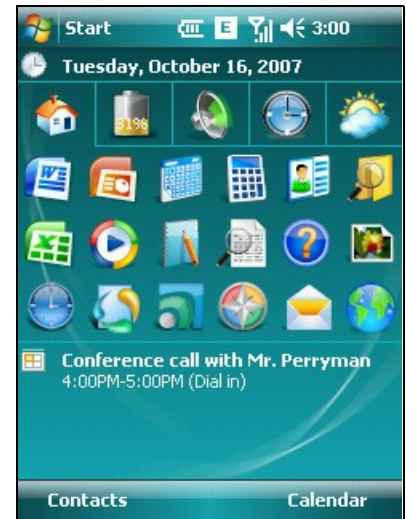 Start E 3:00
Tuesday, October 16, 2007
31%
Conference call with Mr. Perryman
4:00PM-5:00PM (Dial in)
Contacts Calendar